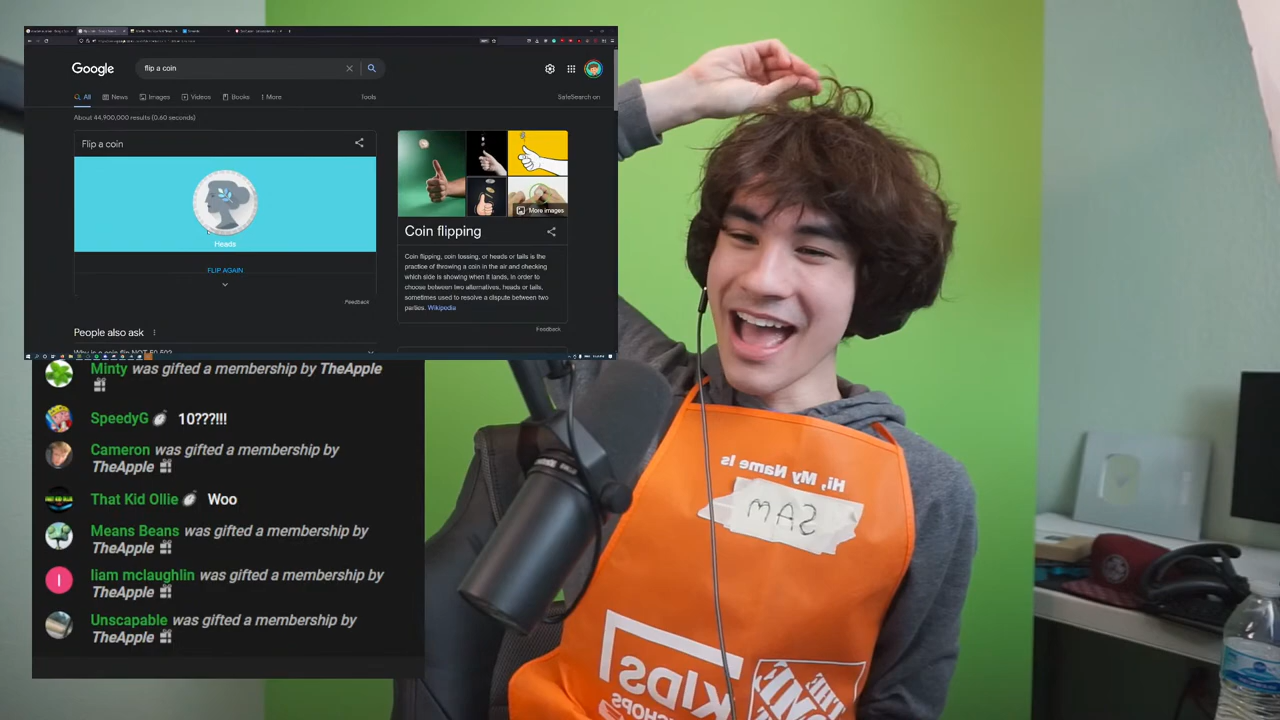 Google
flip a coin
All News Images Videos Books More Tools SafeSearch on
About 44,900,000 results (0.60 seconds)
Flip a coin
Heads
FLIP AGAIN
Feedback
More images
Coin flipping
Coin flipping, coin tossing, or heads or tails is the
practice of throwing a coin in the air and checking
which side is showing when it lands, in order to
choose between two alternatives, heads or tails,
sometimes used to resolve a dispute between two
parties. Wikipedia
Feedback
People also ask
Minty was gifted a membership by TheApple
SpeedyG 10???!!!
Cameron was gifted a membership by
TheApple
That Kid Ollie Woo
Means Beans was gifted a membership by
TheApple
I
liam mclaughlin was gifted a membership by
TheApple
Unscapable was gifted a membership by
TheApple
Hi, My Name Is
SAM
KIDS
WORKSHOPS
THE
HOME